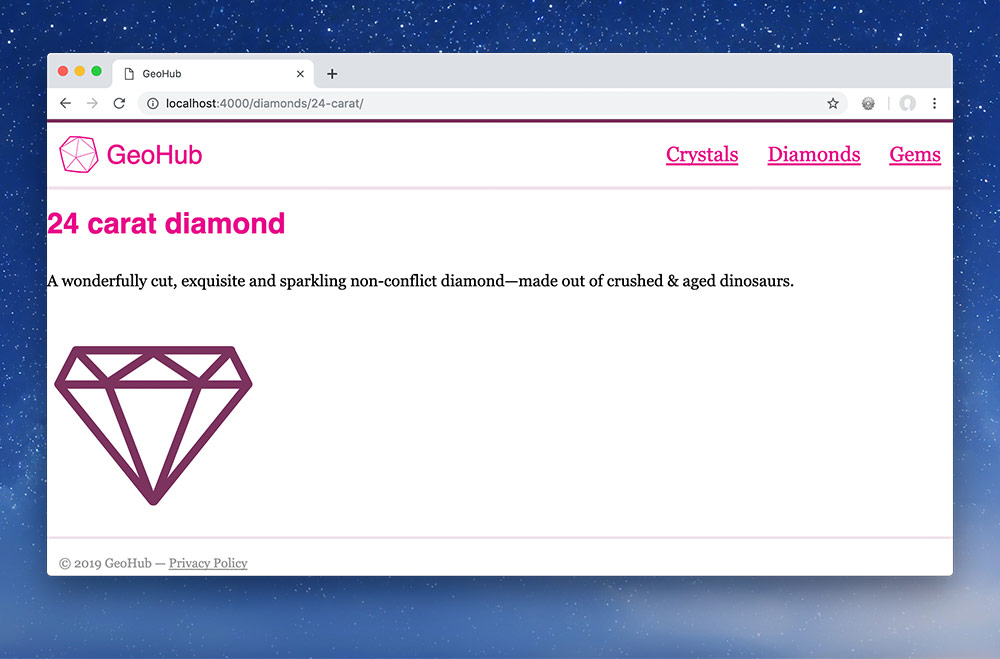 GeoHub
localhost:4000/diamonds/24-carat/
GeoHub Crystals Diamonds Gems
24 carat diamond
A wonderfully cut, exquisite and sparkling non-conflict diamond—made out of crushed & aged dinosaurs.
© 2019 GeoHub — Privacy Policy